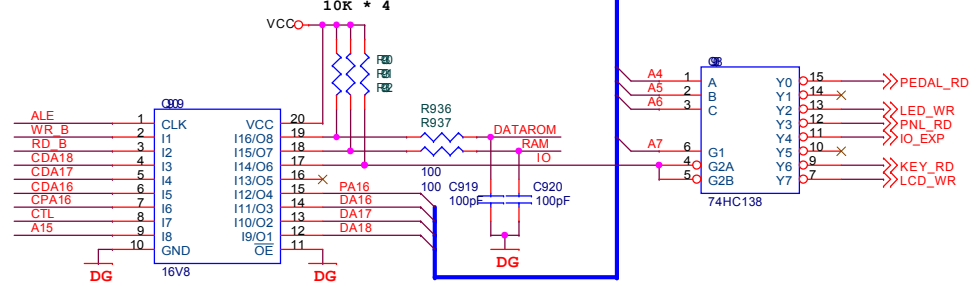 10K * 4
VCC
R936
R937
100
100
C919
100pF
C920
100pF
DG
ALE
WR_B
RD_B
CDA18
CDA17
CDA16
CPA16
CTL
A15
1
2
3
4
5
6
7
8
9
10
CLK
I1
I2
I3
I4
I5
I6
I7
I8
GND
VCC
I16/O8
I15/O7
I14/O6
I13/O5
I12/O4
I11/O3
I10/O2
I9/O1
OE
20
19
18
17
16
15
14
13
12
11
16V8
DG
DG
DATAROM
RAM
IO
PA16
DA16
DA17
DA18
A4
A5
A6
A7
1
2
3
6
4
5
A
B
C
G1
G2A
G2B
Y0
Y1
Y2
Y3
Y4
Y5
Y6
Y7
15
14
13
12
11
10
9
7
74HC138
PEDAL_RD
LED_WR
PNL_RD
IO_EXP
KEY_RD
LCD_WR